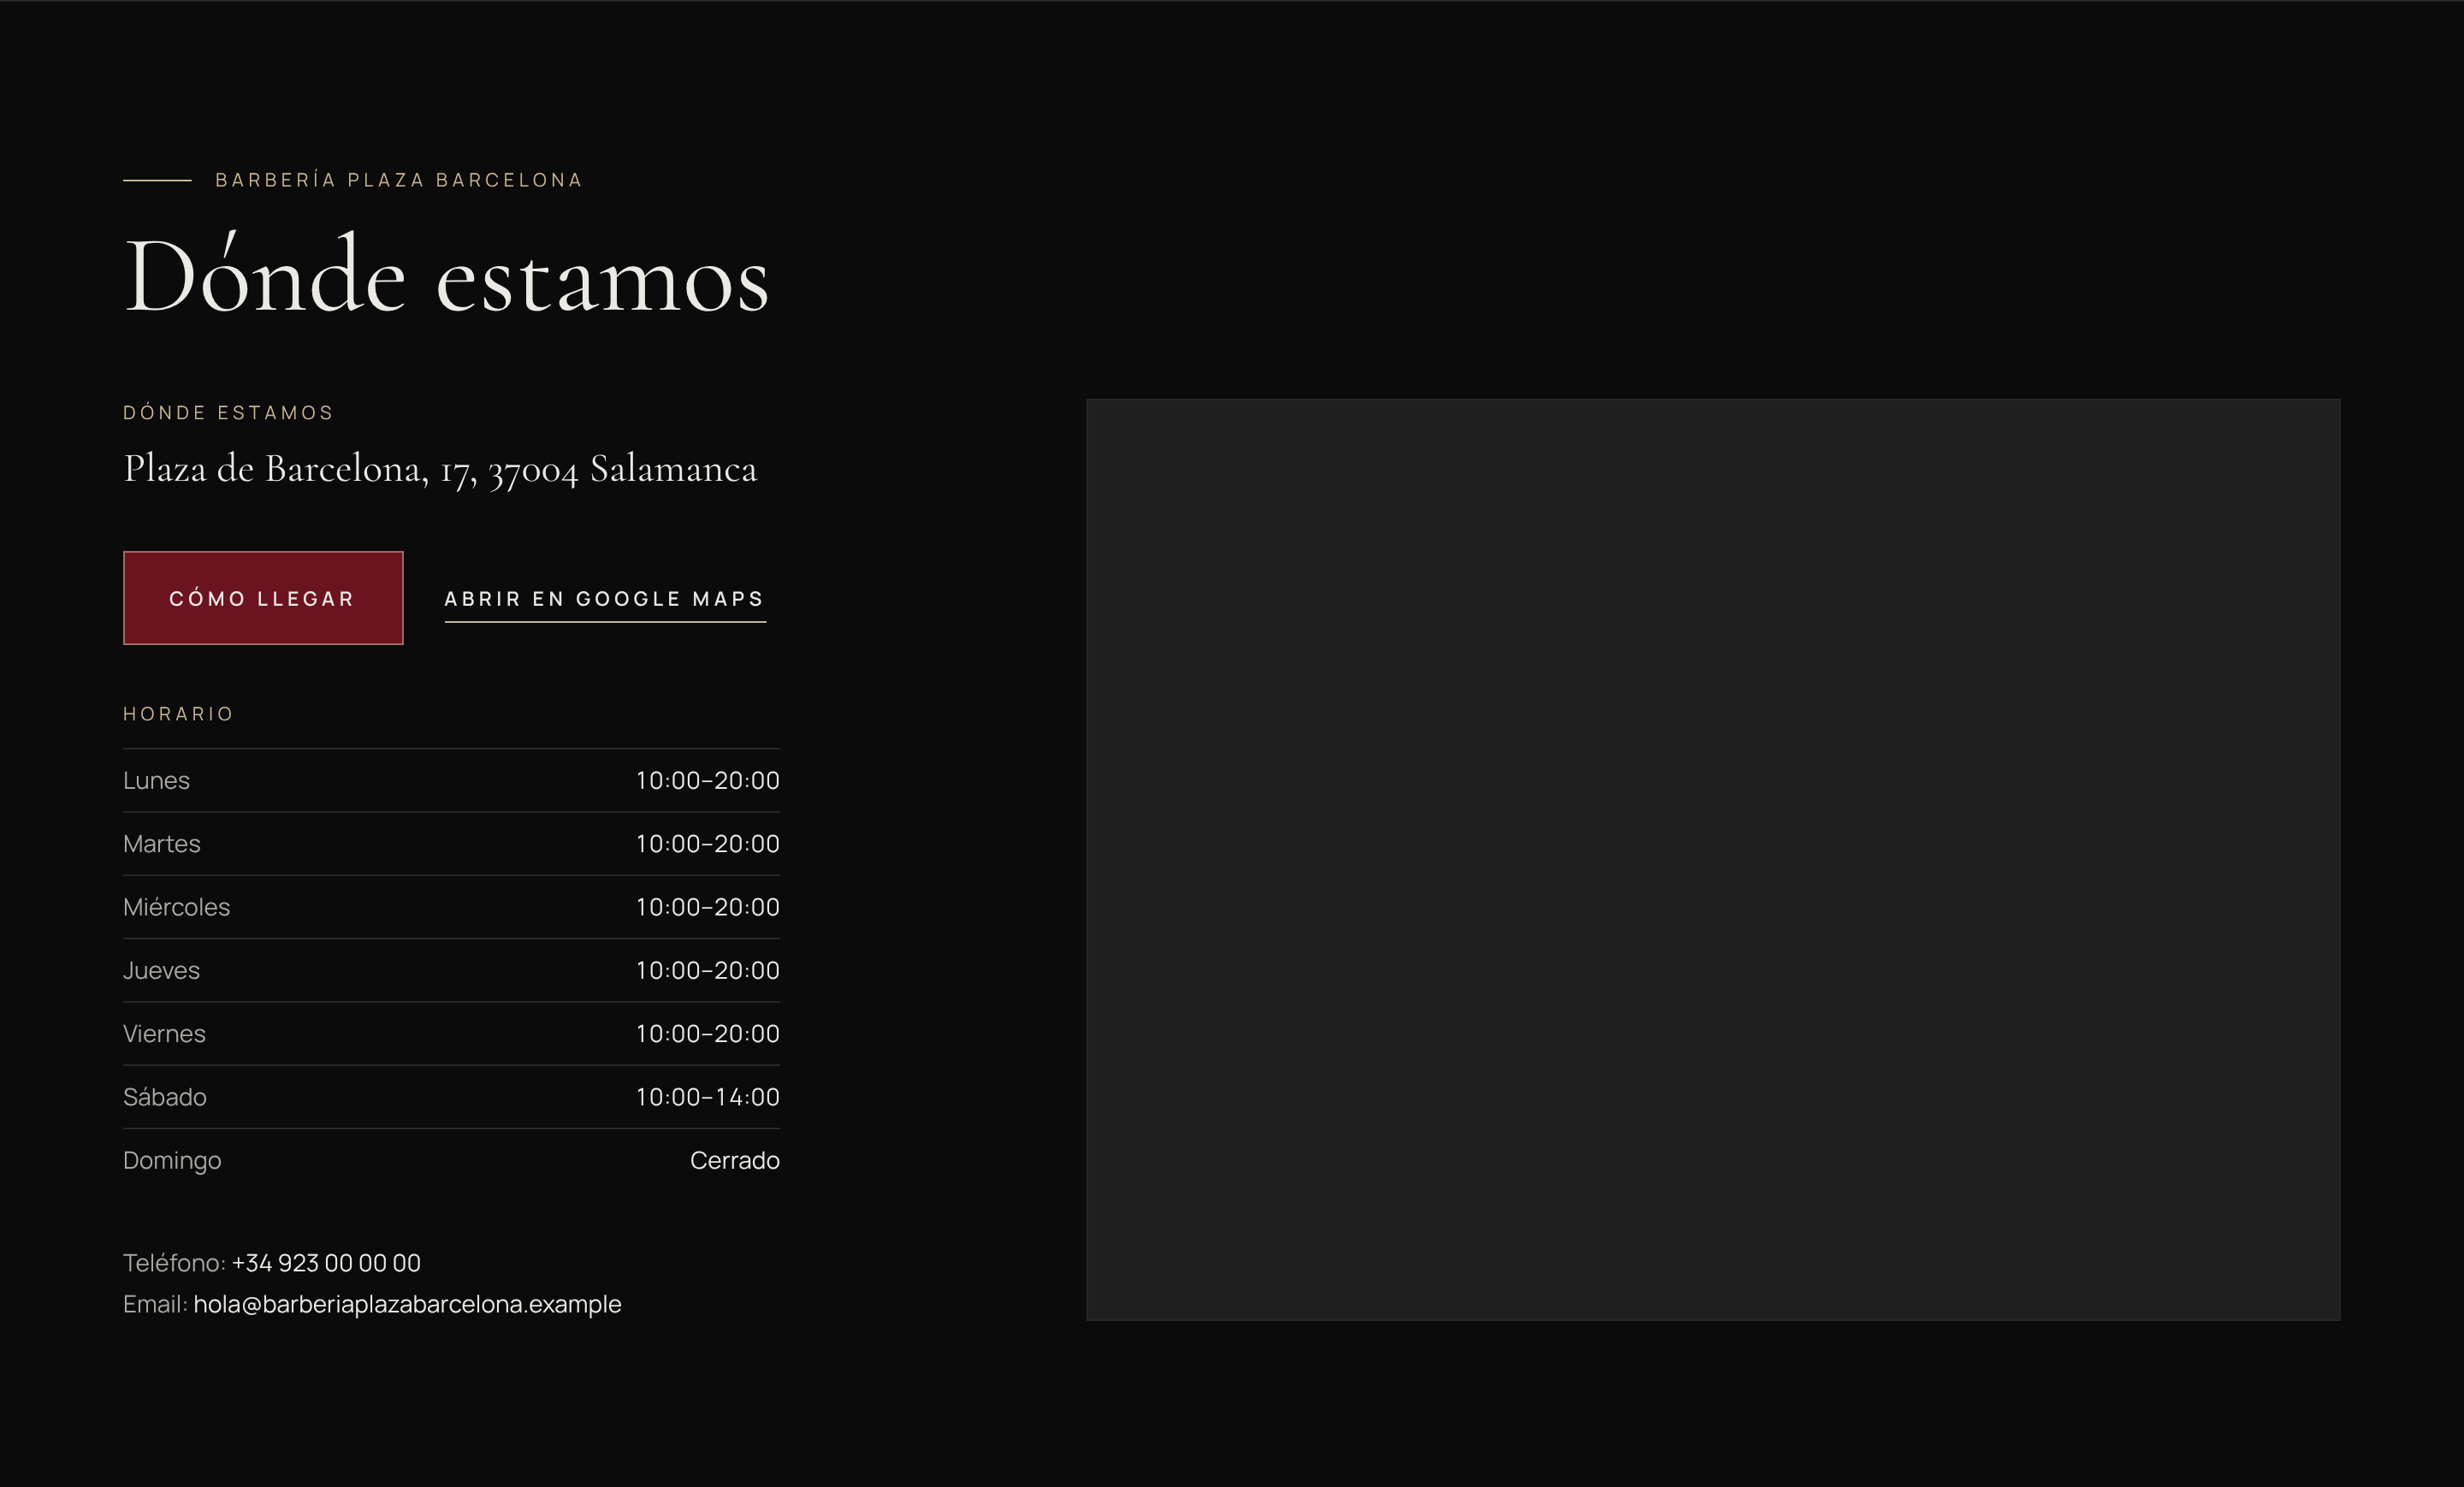 BARBERÍA PLAZA BARCELONA
Dónde estamos
DÓNDE ESTAMOS
Plaza de Barcelona, 17, 37004 Salamanca
CÓMO LLEGAR
ABRIR EN GOOGLE MAPS
HORARIO
Lunes 10:00–20:00
Martes 10:00–20:00
Miércoles 10:00–20:00
Jueves 10:00–20:00
Viernes 10:00–20:00
Sábado 10:00–14:00
Domingo Cerrado
Teléfono: +34 923 00 00 00
Email: hola@barberiaplazabarcelona.example